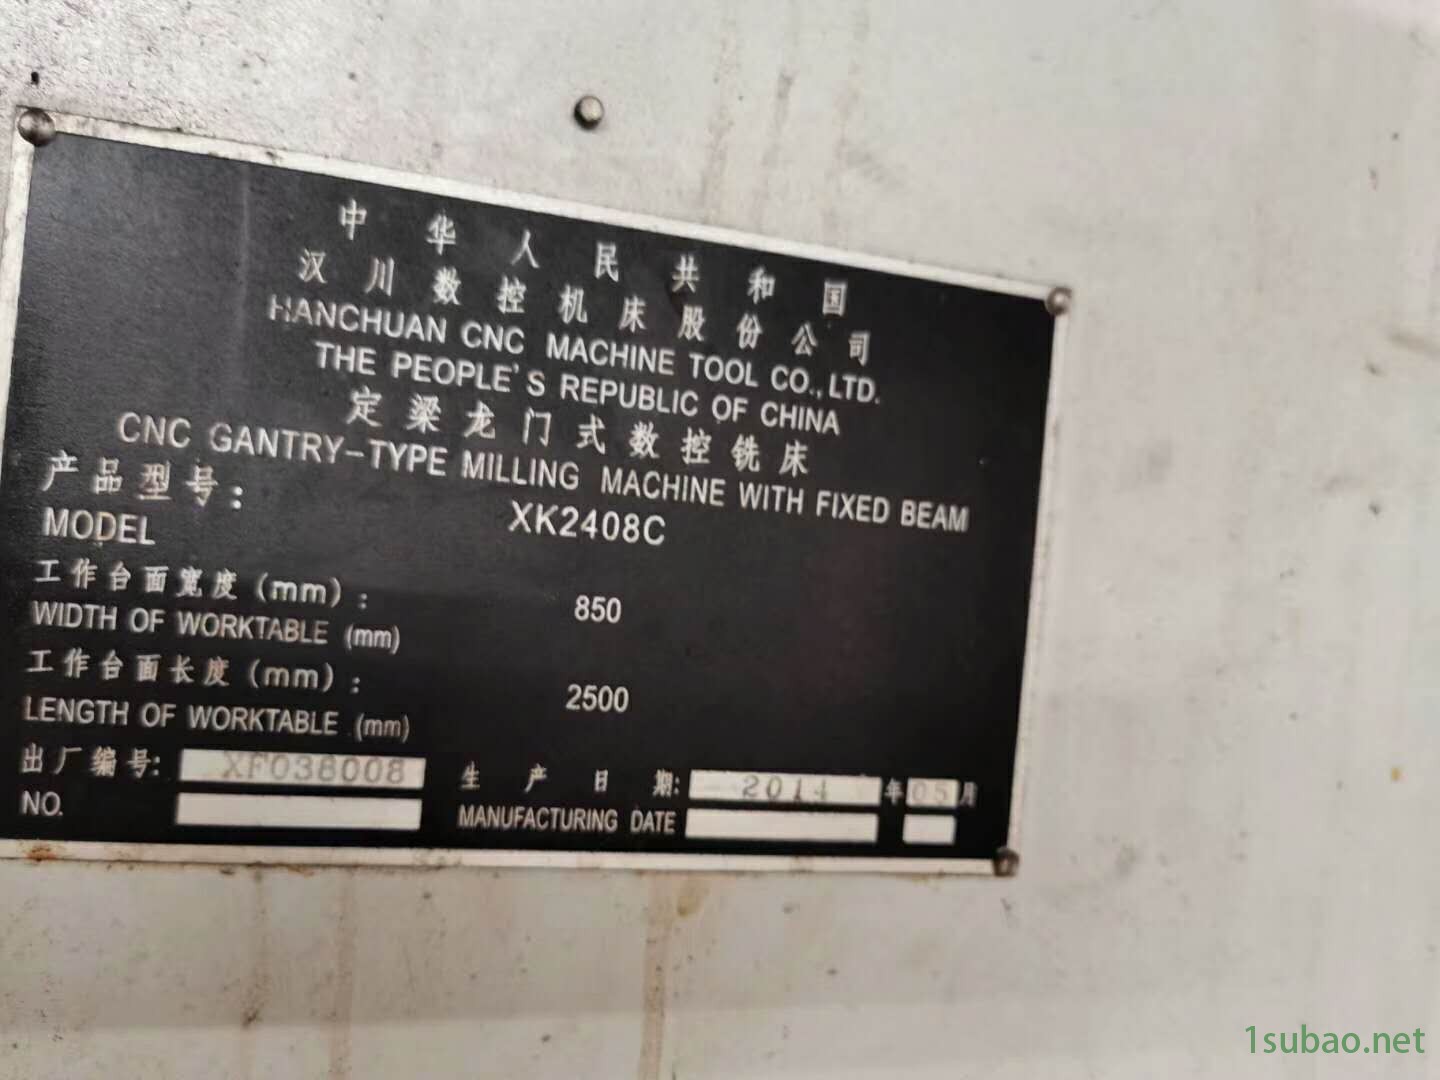 中华人民共和国
汉川数控机床股份公司
HANCHUAN CNC MACHINE TOOL CO.,LTD.
THE PEOPLE'S REPUBLIC OF CHINA
定梁龙门式数控铣床
CNC GANTRY-TYPE MILLING MACHINE WITH FIXED BEAM
产品型号:
MODEL XK2408C
工作台面宽度(mm):
WIDTH OF WORKTABLE (mm) 850
工作台面长度(mm):
LENGTH OF WORKTABLE (mm) 2500
出厂编号: XF036008 生产日期: 2014 年 05 月
NO. MANUFACTURING DATE
1subao.net